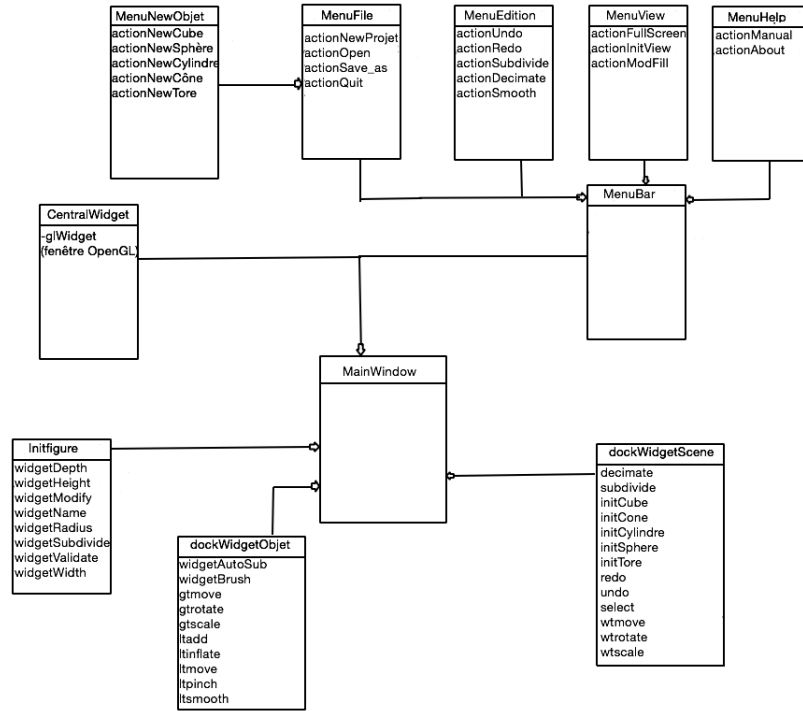 MenuNewObjet
actionNewCube
actionNewSphère
actionNewCylindre
actionNewCône
actionNewTore
MenuFile
actionNewProjet
actionOpen
actionSave_as
actionQuit
MenuEdition
actionUndo
actionRedo
actionSubdivide
actionDecimate
actionSmooth
MenuView
actionFullScreen
actionInitView
actionModFill
MenuHelp
actionManual
actionAbout
MenuBar
CentralWidget
-glWidget
(fenêtre OpenGL)
MainWindow
Initfigure
widgetDepth
widgetHeight
widgetModify
widgetName
widgetRadius
widgetSubdivide
widgetValidate
widgetWidth
dockWidgetObjet
widgetAutoSub
widgetBrush
gtmove
gtrotate
gtscale
ltadd
ltinflate
ltmove
ltpinch
ltsmooth
dockWidgetScene
decimate
subdivide
initCube
initCone
initCylindre
initSphere
initTore
redo
undo
select
wtmove
wtrotate
wtscale